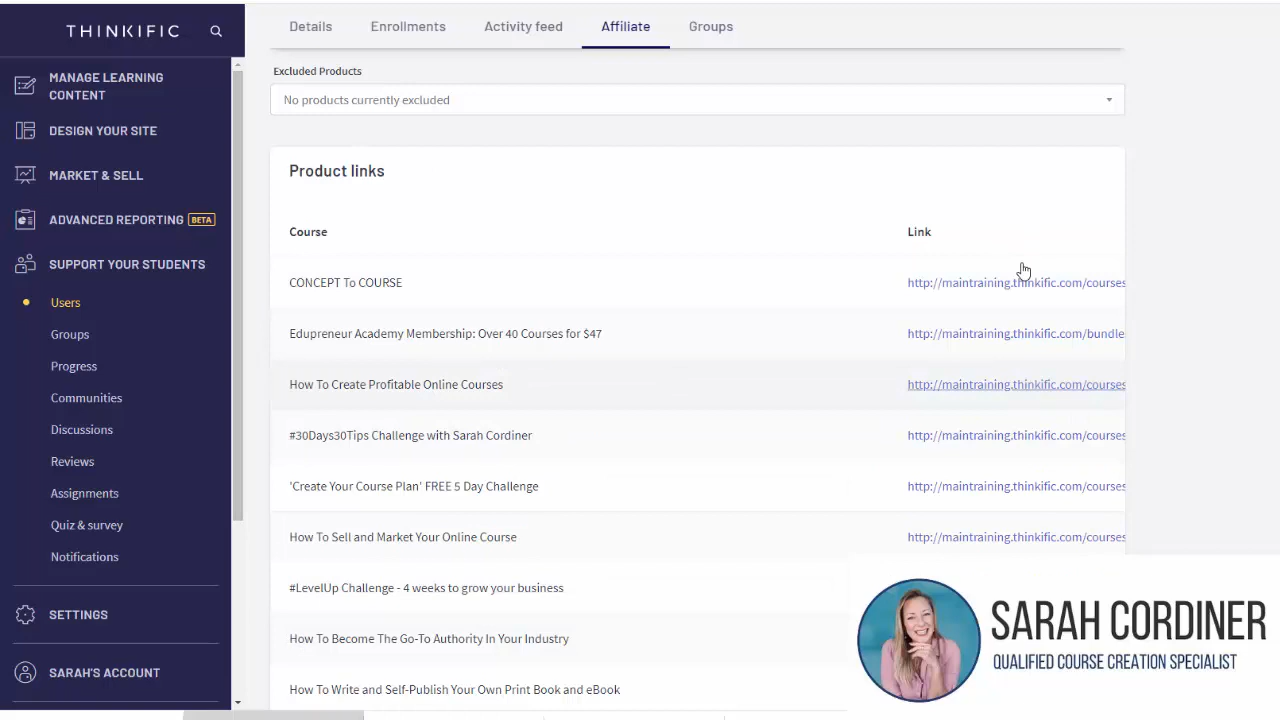 THINKIFIC
MANAGE LEARNING
CONTENT
DESIGN YOUR SITE
MARKET & SELL
ADVANCED REPORTING BETA
SUPPORT YOUR STUDENTS
Users
Groups
Progress
Communities
Discussions
Reviews
Assignments
Quiz & survey
Notifications
SETTINGS
SARAH'S ACCOUNT
Details Enrollments Activity feed Affiliate Groups
Excluded Products
No products currently excluded
Product links
Course Link
CONCEPT To COURSE http://maintraining.thinkific.com/courses
Edupreneur Academy Membership: Over 40 Courses for $47 http://maintraining.thinkific.com/bundle
How To Create Profitable Online Courses http://maintraining.thinkific.com/courses
#30Days30Tips Challenge with Sarah Cordiner http://maintraining.thinkific.com/courses
'Create Your Course Plan' FREE 5 Day Challenge http://maintraining.thinkific.com/courses
How To Sell and Market Your Online Course http://maintraining.thinkific.com/courses
#LevelUp Challenge - 4 weeks to grow your business
How To Become The Go-To Authority In Your Industry
How To Write and Self-Publish Your Own Print Book and eBook
SARAH CORDINER
QUALIFIED COURSE CREATION SPECIALIST